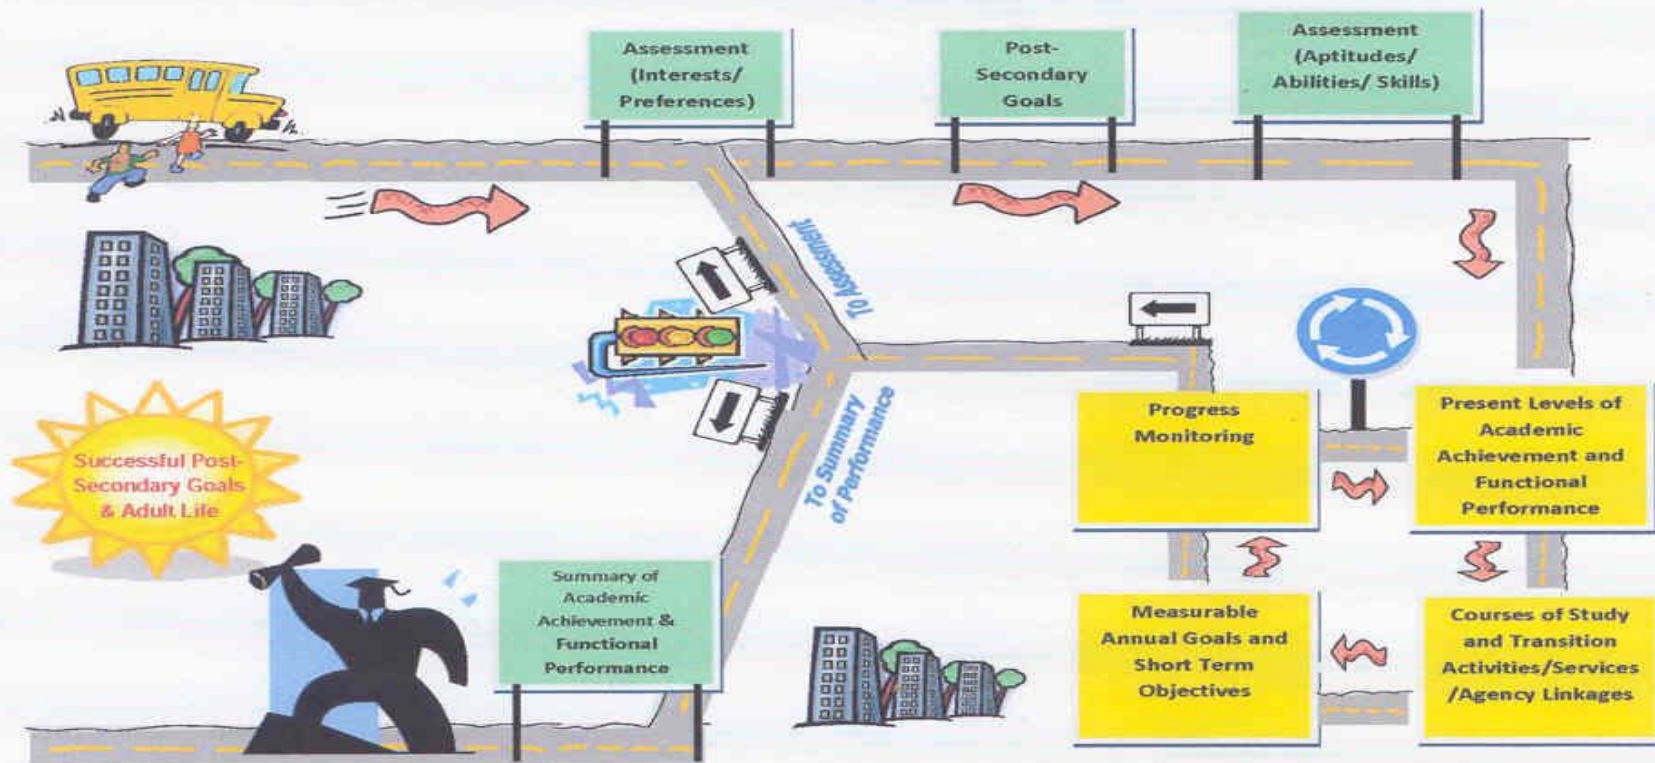 Assessment
(Interests/
Preferences)
Post-
Secondary
Goals
Assessment
(Aptitudes/
Abilities/ Skills)
To Assessment
To Summary
of Performance
Progress
Monitoring
Present Levels of
Academic
Achievement and
Functional
Performance
Successful Post-
Secondary Goals
& Adult Life
Summary of
Academic
Achievement &
Functional
Performance
Measurable
Annual Goals and
Short Term
Objectives
Courses of Study
and Transition
Activities/Services
/Agency Linkages